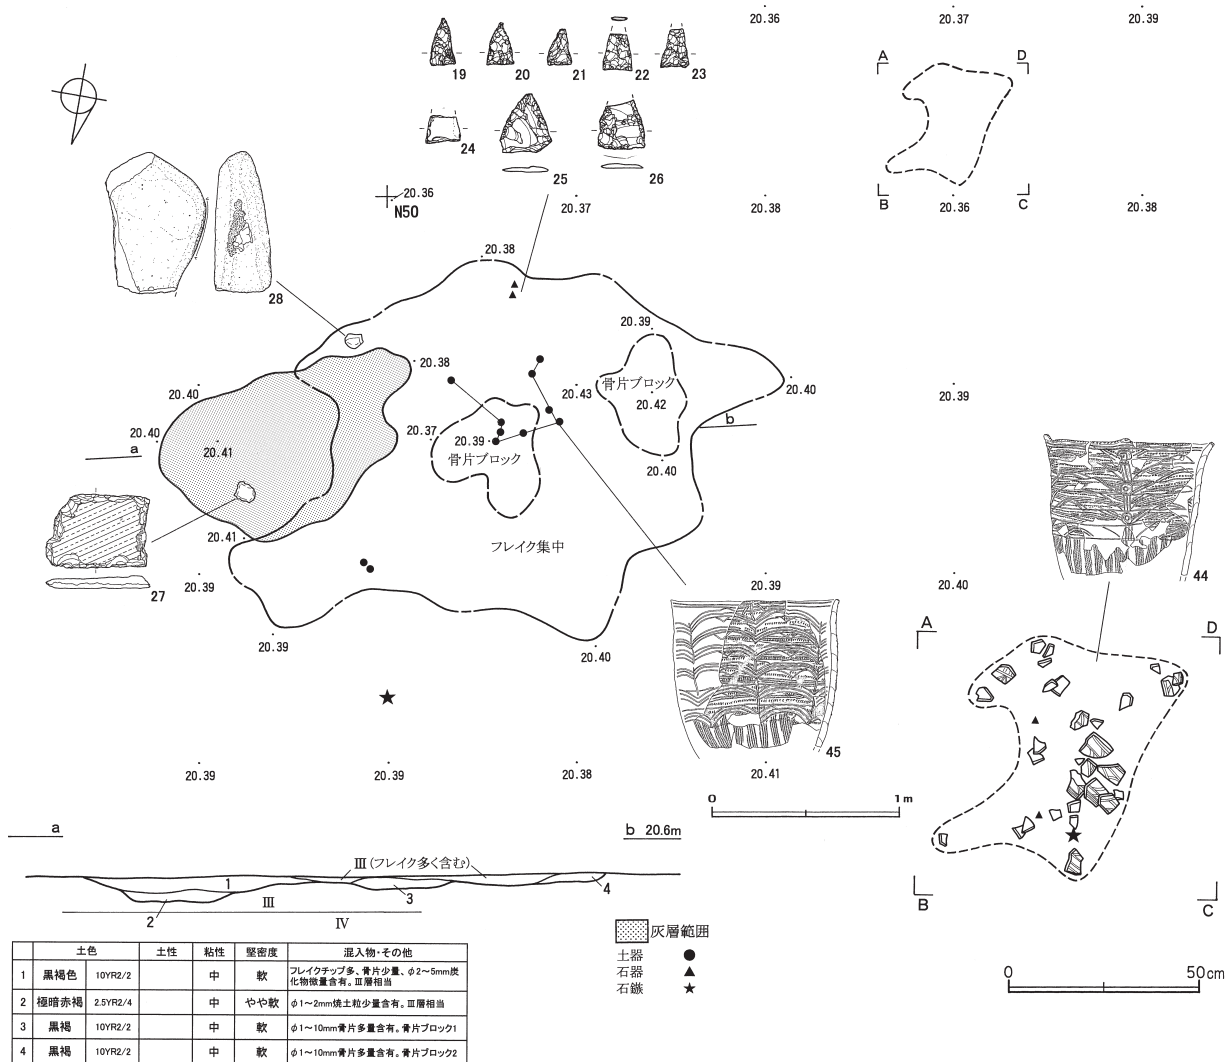 20.36
20.37
20.39
19
20
21
22
23
A
D
24
25
26
B
C
20.36
N50
20.37
20.38
20.36
20.38
28
20.38
20.39
骨片ブロック
20.42
20.38
20.43
20.40
20.40
20.39
20.40
20.41
a
20.37
20.39
骨片ブロック
b
20.40
フレイク集中
20.41
27
20.39
20.39
20.40
44
20.39
20.40
45
A
D
20.39
20.39
20.38
20.41
0
1m
a
b 20.6m
Ⅲ(フレイク多く含む)
1
Ⅲ
2
3
4
Ⅳ
B
C
灰層範囲
土器 ●
石器 ▲
石鏃 ★
0
50cm
土色 土性 粘性 堅密度 混入物・その他
1 黒褐色 10YR2/2 中 軟 フレイクチップ多、骨片少量、φ2～5mm炭
化物微量含有。Ⅲ層相当
2 極暗赤褐 2.5YR2/4 中 やや軟 φ1～2mm焼土粒少量含有。Ⅲ層相当
3 黒褐 10YR2/2 中 軟 φ1～10mm骨片多量含有。骨片ブロック1
4 黒褐 10YR2/2 中 軟 φ1～10mm骨片多量含有。骨片ブロック2